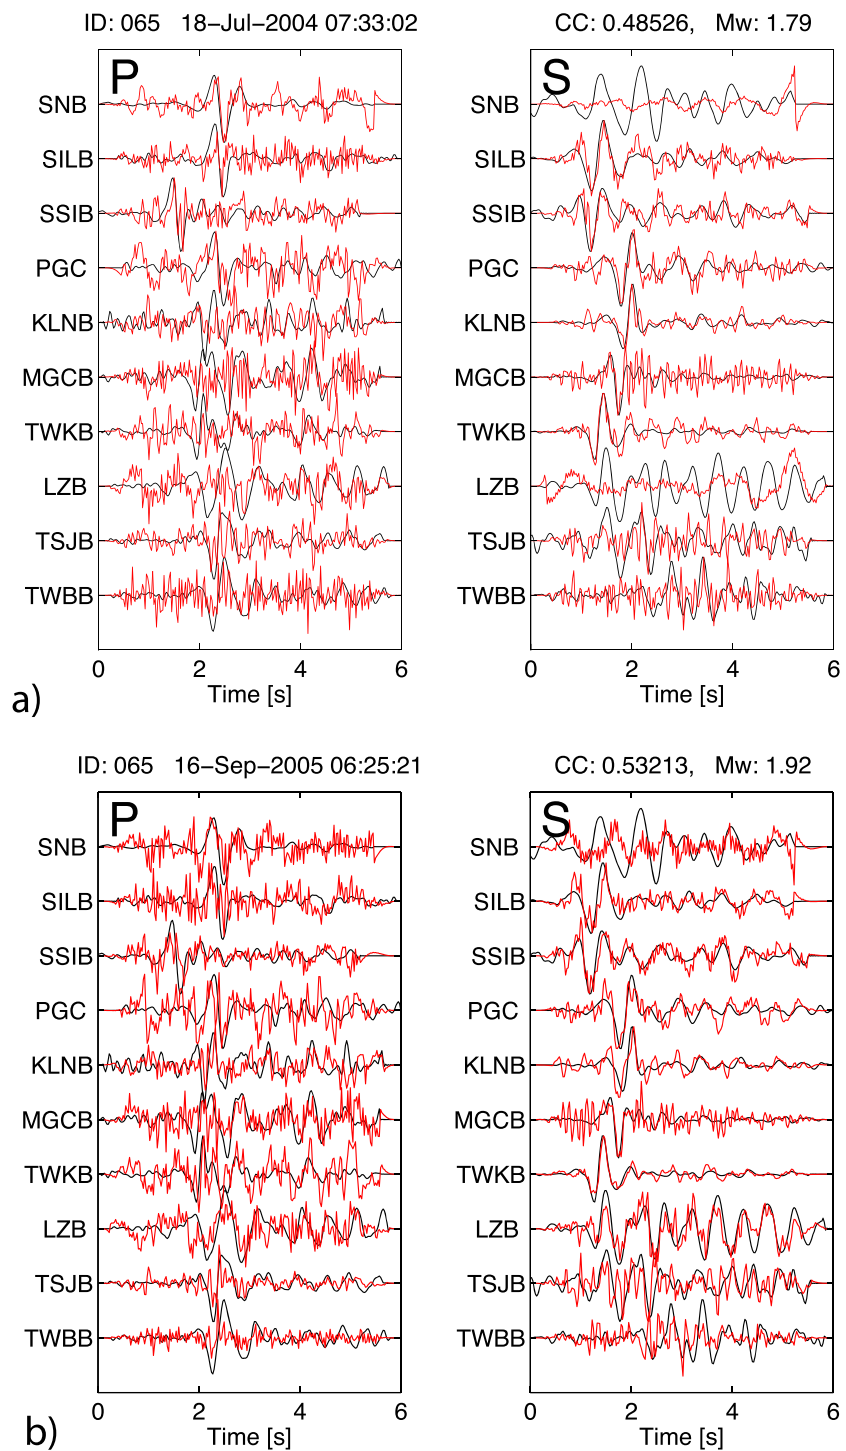 ID: 065 18−Jul−2004 07:33:02
CC: 0.48526, Mw: 1.79
P
SNB
SILB
SSIB
PGC
KLNB
MGCB
TWKB
LZB
TSJB
TWBB
0 2 4 6
Time [s]
S
SNB
SILB
SSIB
PGC
KLNB
MGCB
TWKB
LZB
TSJB
TWBB
0 2 4 6
Time [s]
a)
ID: 065 16−Sep−2005 06:25:21
CC: 0.53213, Mw: 1.92
P
SNB
SILB
SSIB
PGC
KLNB
MGCB
TWKB
LZB
TSJB
TWBB
0 2 4 6
Time [s]
S
SNB
SILB
SSIB
PGC
KLNB
MGCB
TWKB
LZB
TSJB
TWBB
0 2 4 6
Time [s]
b)